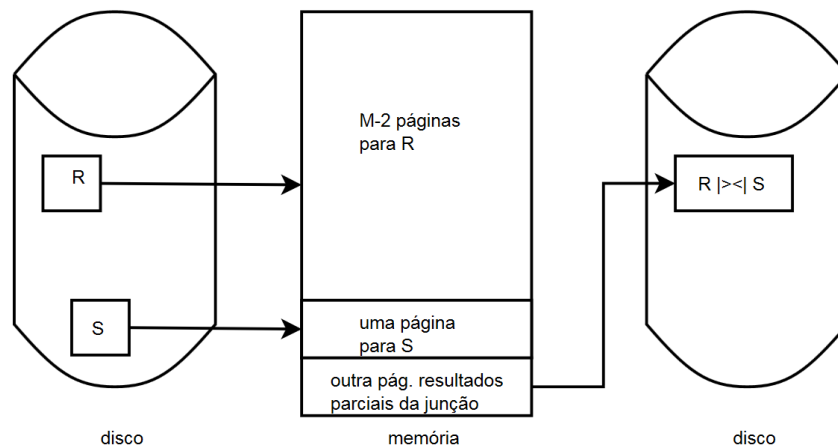 M-2 páginas
para R
R
R |><| S
S
uma página
para S
outra pág. resultados
parciais da junção
disco
memória
disco